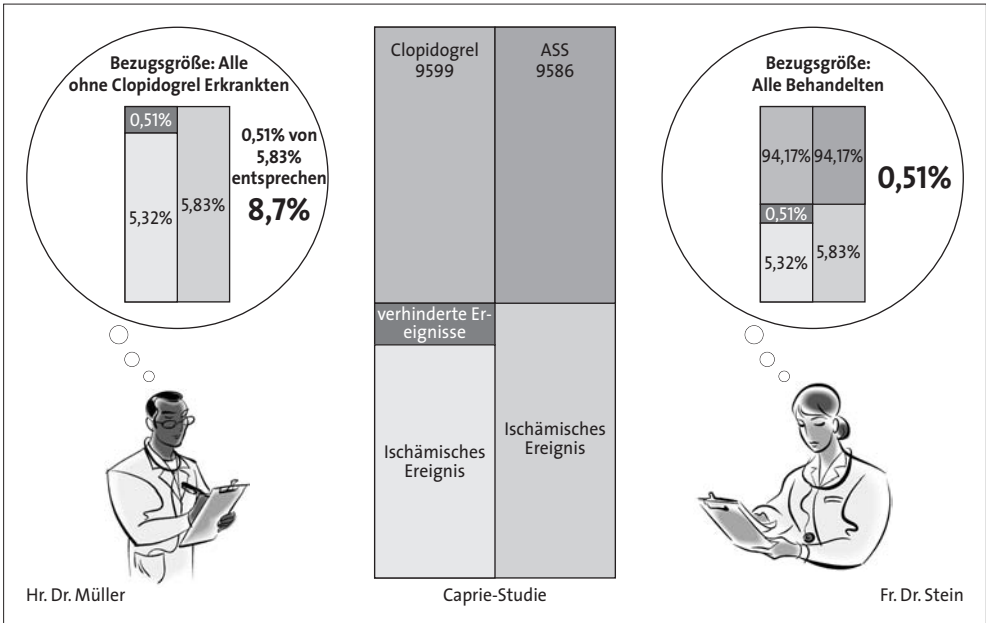 Bezugsgröße: Alle
ohne Clopidogrel Erkrankten
0,51%
5,32%
5,83%
0,51% von
5,83%
entsprechen
8,7%
Hr. Dr. Müller
Clopidogrel
9599
ASS
9586
verhinderte Er-
eignisse
Ischämisches
Ereignis
Ischämisches
Ereignis
Caprie-Studie
Bezugsgröße:
Alle Behandelten
94,17%
94,17%
0,51%
5,32%
5,83%
0,51%
Fr. Dr. Stein